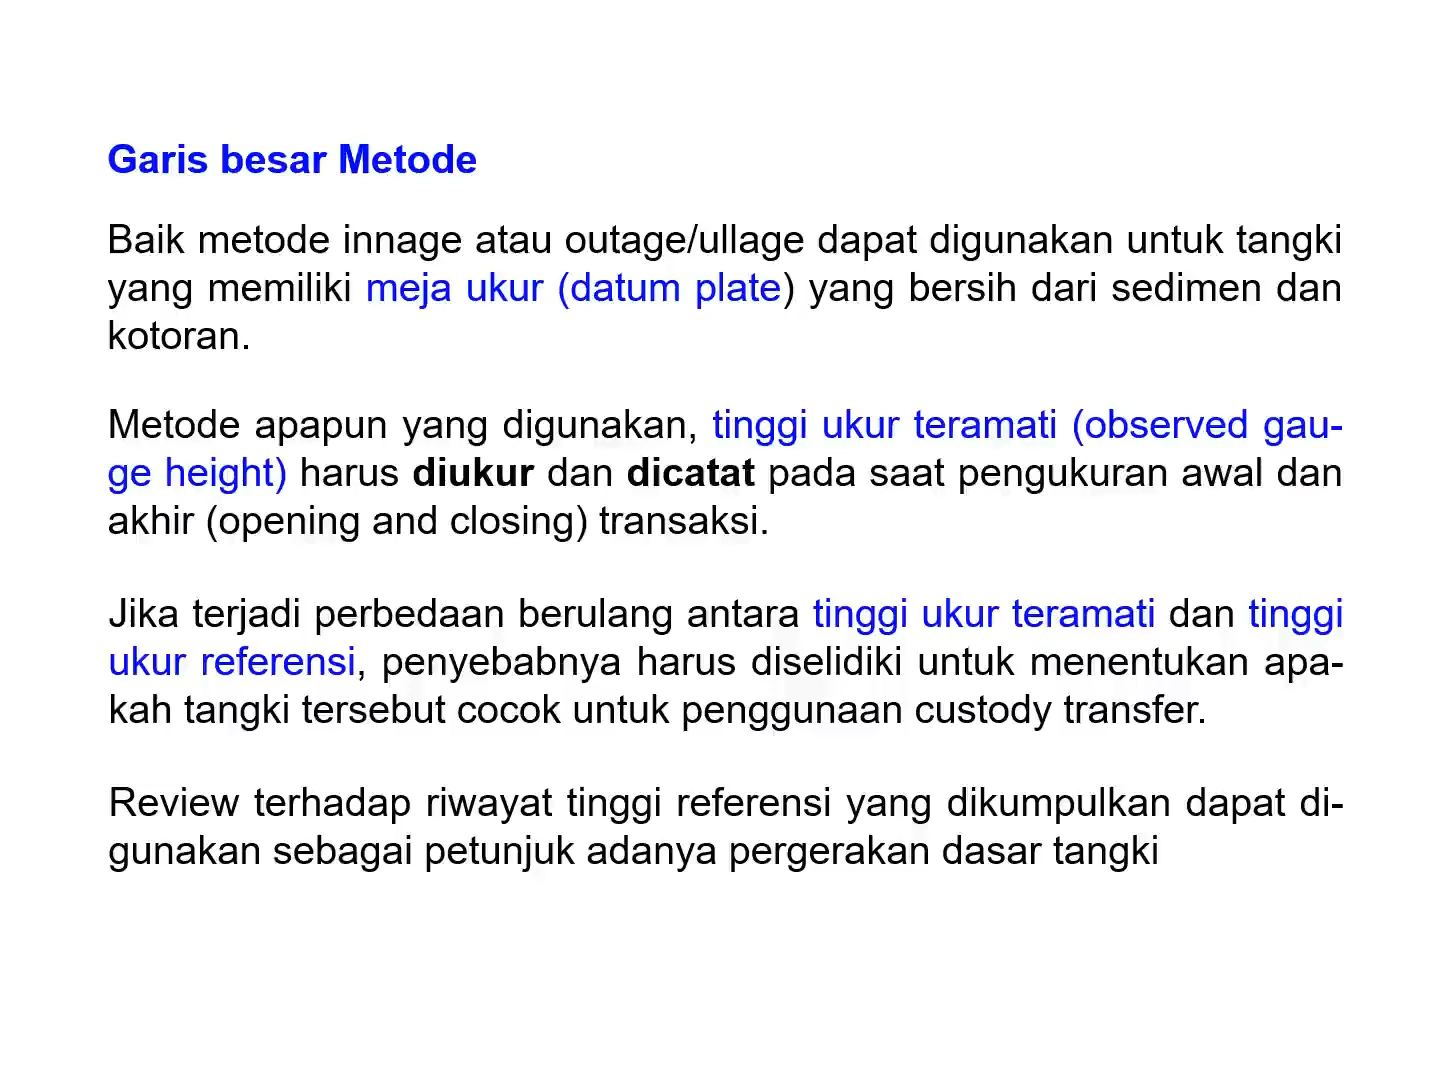 Garis besar Metode
Baik metode innage atau outage/ullage dapat digunakan untuk tangki
yang memiliki meja ukur (datum plate) yang bersih dari sedimen dan
kotoran.
Metode apapun yang digunakan, tinggi ukur teramati (observed gau-
ge height) harus diukur dan dicatat pada saat pengukuran awal dan
akhir (opening and closing) transaksi.
Jika terjadi perbedaan berulang antara tinggi ukur teramati dan tinggi
ukur referensi, penyebabnya harus diselidiki untuk menentukan apa-
kah tangki tersebut cocok untuk penggunaan custody transfer.
Review terhadap riwayat tinggi referensi yang dikumpulkan dapat di-
gunakan sebagai petunjuk adanya pergerakan dasar tangki